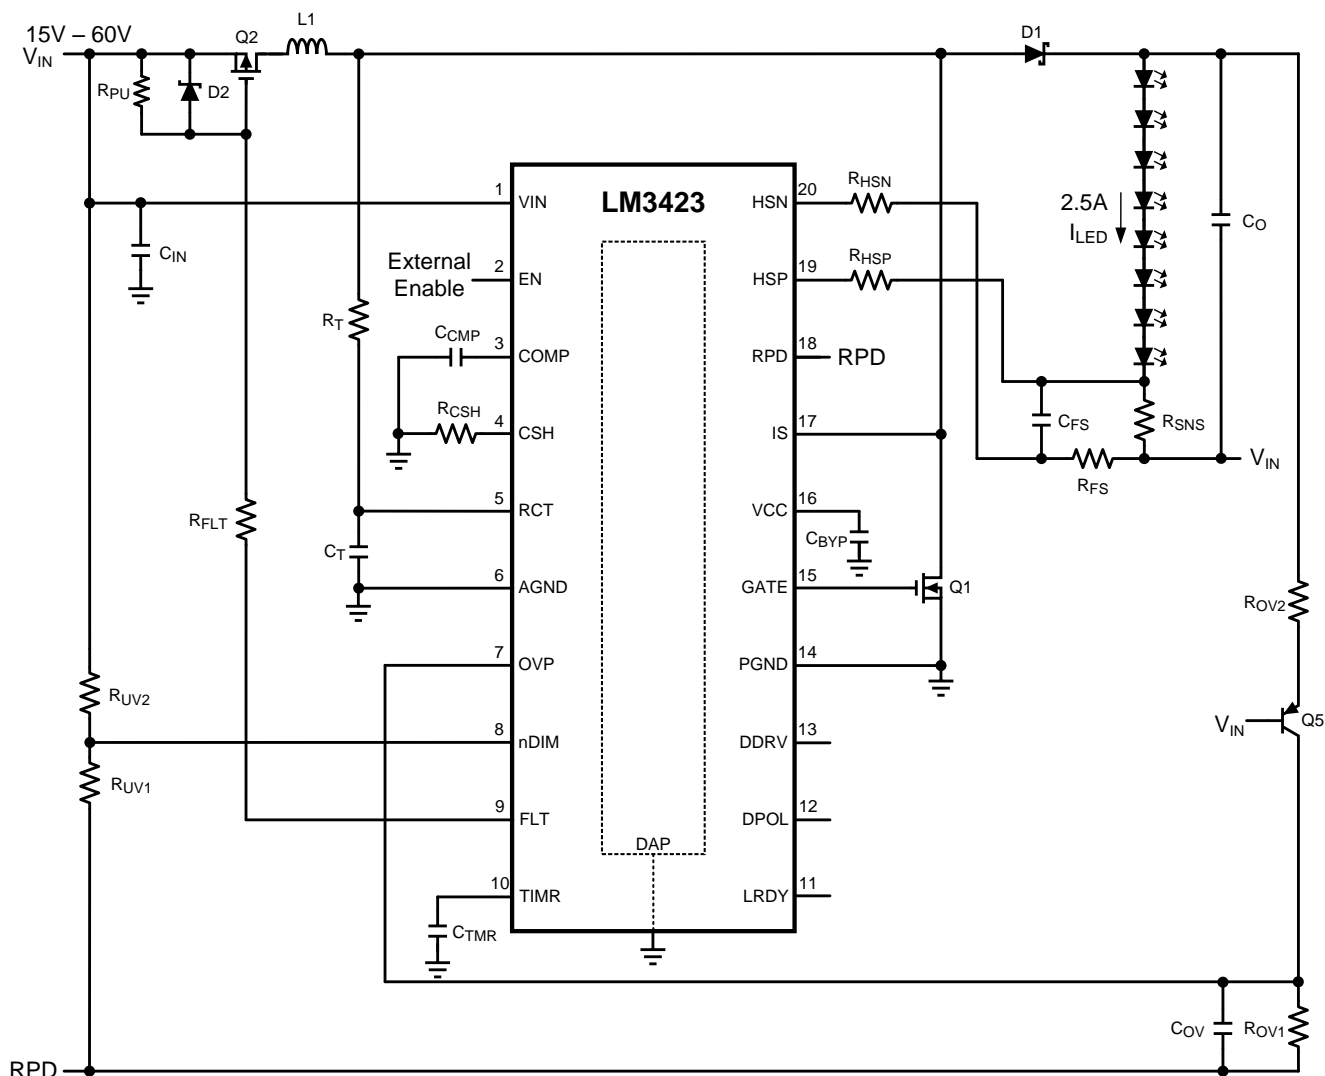 15V – 60V
VIN
Q2
L1
D1
RPU
D2
LM3423
1
VIN
HSN
20
RHSN
2.5A
ILED
CO
CIN
External
Enable
2
EN
HSP
19
RHSP
RT
CCMP
3
COMP
RPD
18
RPD
RCSH
4
CSH
IS
17
CFS
RSNS
RFS
VIN
RFLT
5
RCT
VCC
16
CBYP
CT
6
AGND
GATE
15
Q1
ROV2
7
OVP
PGND
14
RUV2
8
nDIM
DDRV
13
VIN
Q5
RUV1
9
FLT
DPOL
12
DAP
10
TIMR
LRDY
11
CTMR
COV
ROV1
RPD